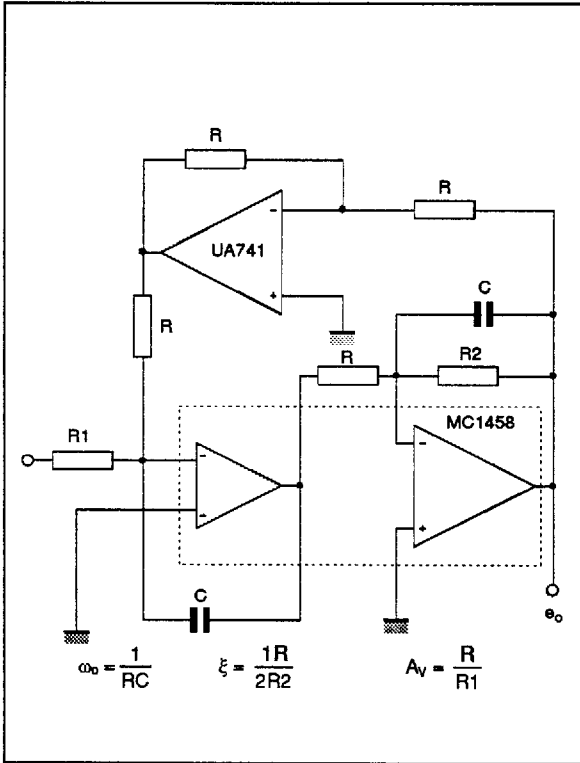 R
R
−
UA741
+
C
R
R
R2
R1
MC1458
−
−
−
+
C
e₀
ω₀ = 1/RC
ξ = 1R/2R2
Aᵥ = R/R1